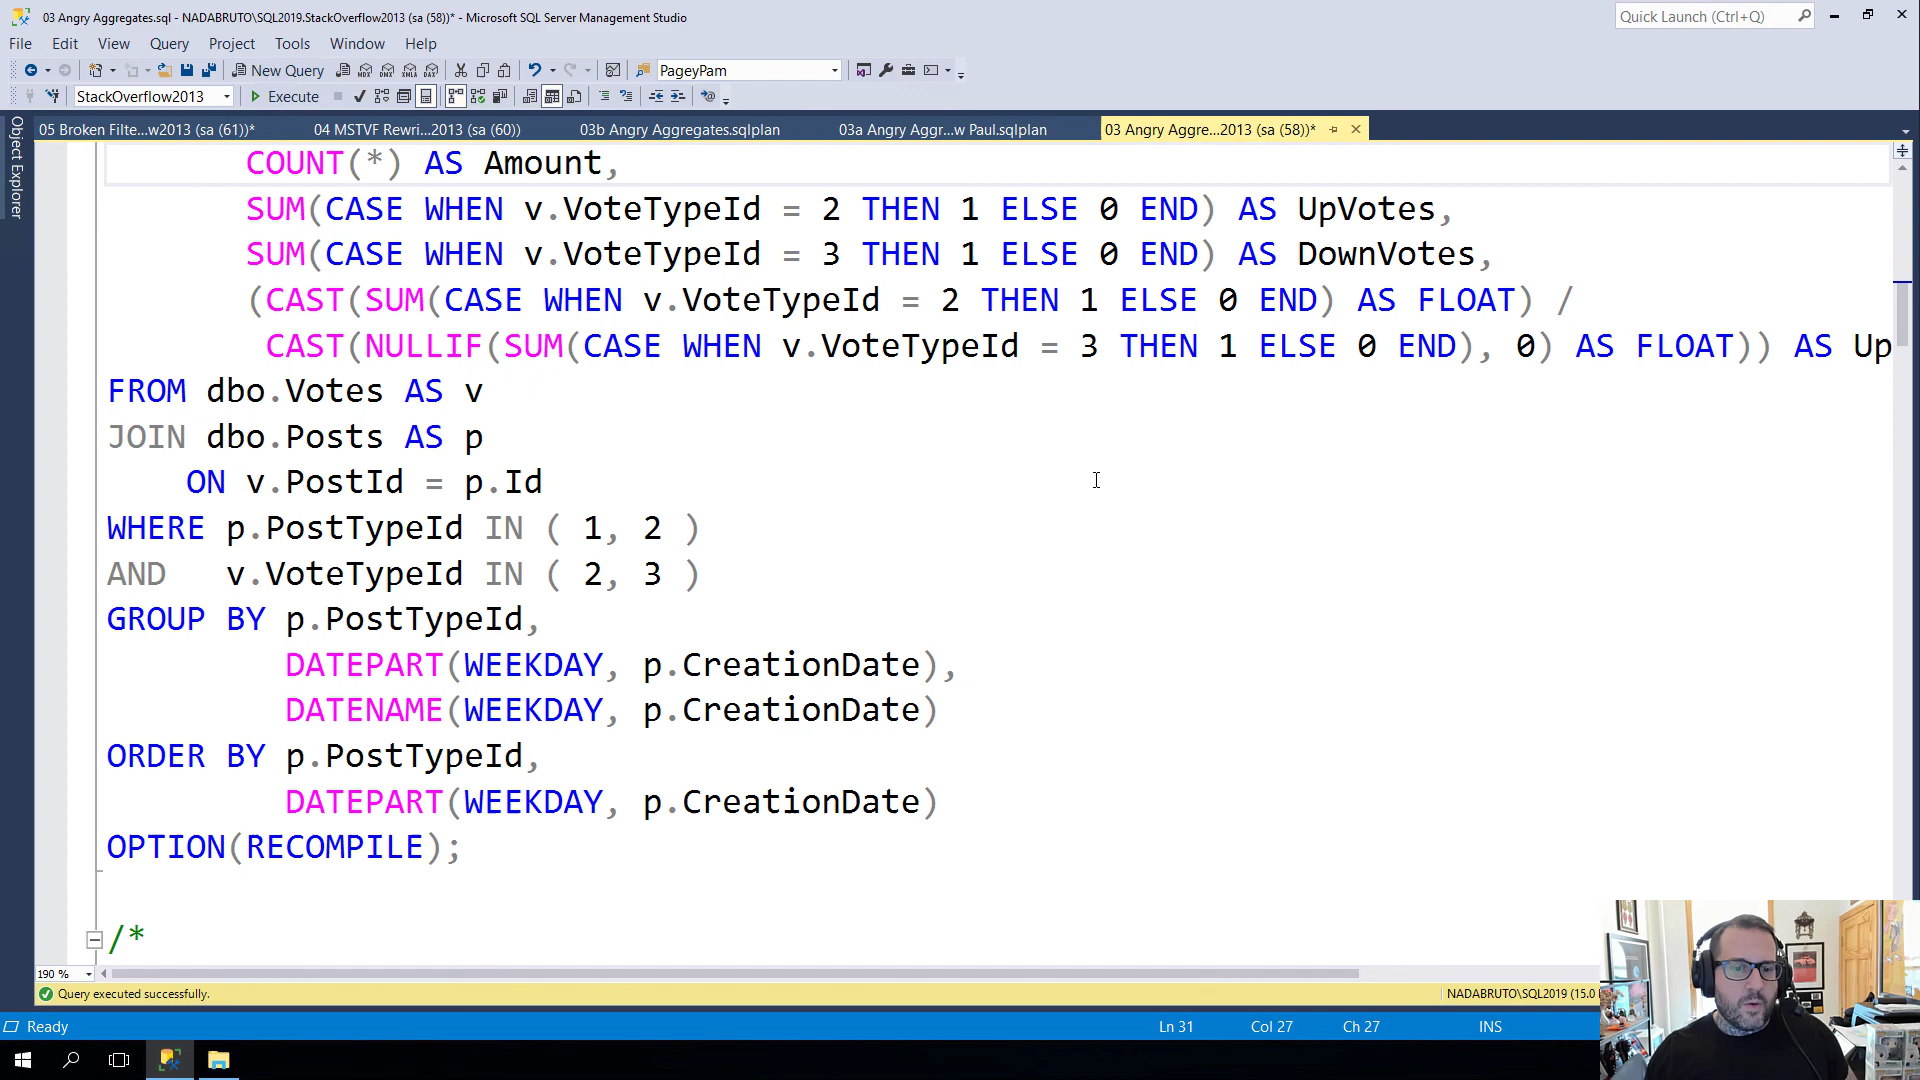 03 Angry Aggregates.sql - NADABRUTO\SQL2019.StackOverflow2013 (sa (58))* - Microsoft SQL Server Management Studio
Quick Launch (Ctrl+Q)
File Edit View Query Project Tools Window Help
New Query MDX DMX XMLA DAX PageyPam
StackOverflow2013 Execute
05 Broken Filte...w2013 (sa (61))* 04 MSTVF Rewri...2013 (sa (60)) 03b Angry Aggregates.sqlplan 03a Angry Aggr...w Paul.sqlplan 03 Angry Aggre...2013 (sa (58))*
Object Explorer
COUNT(*) AS Amount,
SUM(CASE WHEN v.VoteTypeId = 2 THEN 1 ELSE 0 END) AS UpVotes,
SUM(CASE WHEN v.VoteTypeId = 3 THEN 1 ELSE 0 END) AS DownVotes,
(CAST(SUM(CASE WHEN v.VoteTypeId = 2 THEN 1 ELSE 0 END) AS FLOAT) /
CAST(NULLIF(SUM(CASE WHEN v.VoteTypeId = 3 THEN 1 ELSE 0 END), 0) AS FLOAT)) AS Up
FROM dbo.Votes AS v
JOIN dbo.Posts AS p
ON v.PostId = p.Id
WHERE p.PostTypeId IN ( 1, 2 )
AND v.VoteTypeId IN ( 2, 3 )
GROUP BY p.PostTypeId,
DATEPART(WEEKDAY, p.CreationDate),
DATENAME(WEEKDAY, p.CreationDate)
ORDER BY p.PostTypeId,
DATEPART(WEEKDAY, p.CreationDate)
OPTION(RECOMPILE);
/*
190 %
Query executed successfully. NADABRUTO\SQL2019 (15.0
Ready Ln 31 Col 27 Ch 27 INS